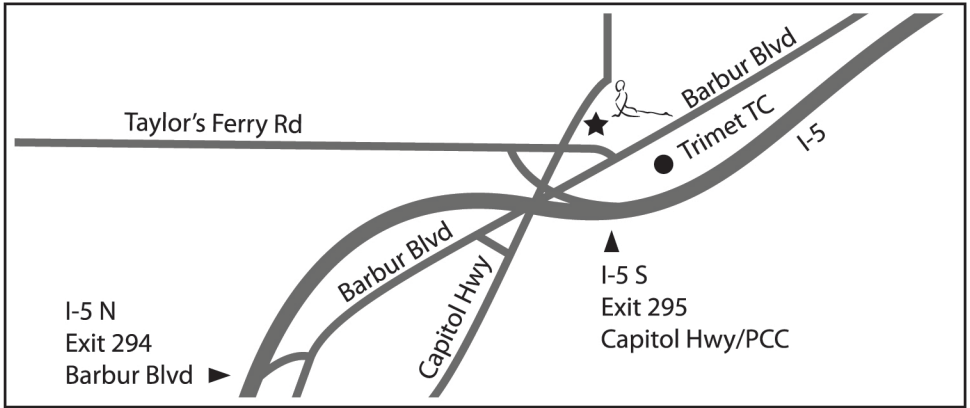 Barbur Blvd
Taylor's Ferry Rd
Trimet TC
I-5
Barbur Blvd
Capitol Hwy
I-5 S
Exit 295
Capitol Hwy/PCC
I-5 N
Exit 294
Barbur Blvd